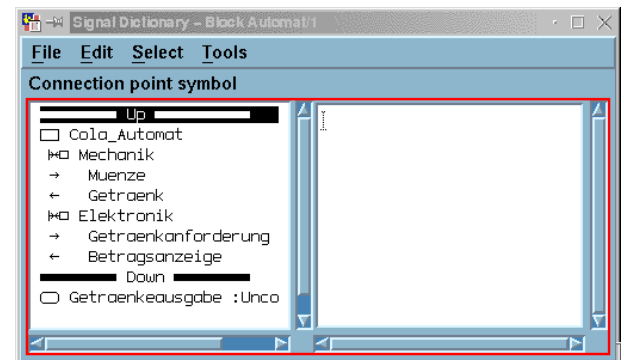 Signal Dictionary - Block Automat/1
File Edit Select Tools
Connection point symbol
Up
Cola_Automat
Mechanik
→ Muenze
← Getraenk
Elektronik
→ Getraenkanforderung
← Betragsanzeige
Down
Getraenkeausgabe :Unco